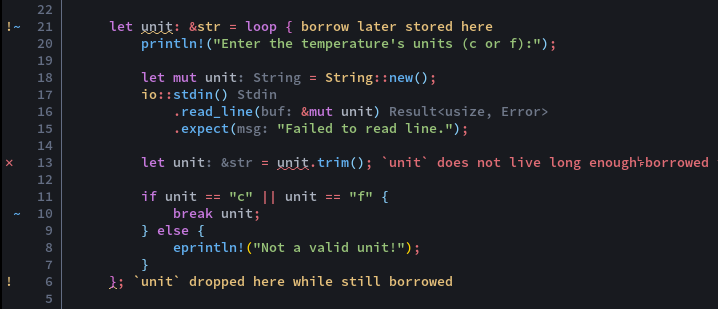 22
!~ 21 let unit: &str = loop { borrow later stored here
20 println!("Enter the temperature's units (c or f):");
19
18 let mut unit: String = String::new();
17 io::stdin() Stdin
16 .read_line(buf: &mut unit) Result<usize, Error>
15 .expect(msg: "Failed to read line.");
14
× 13 let unit: &str = unit.trim(); `unit` does not live long enough borrowed
12
11 if unit == "c" || unit == "f" {
~ 10 break unit;
9 } else {
8 eprintln!("Not a valid unit!");
7 }
! 6 }; `unit` dropped here while still borrowed
5